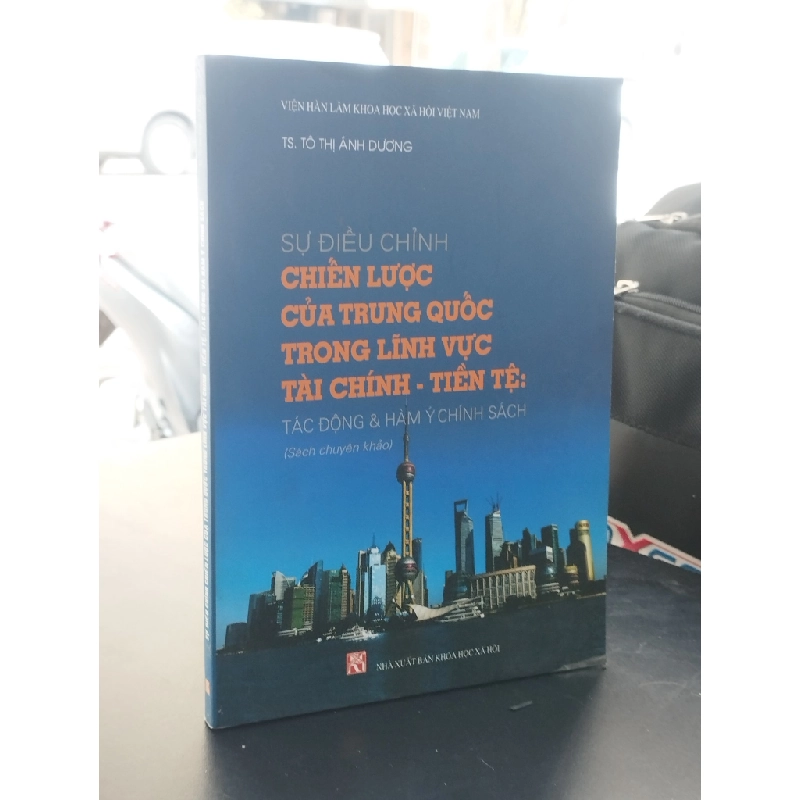 VIỆN HÀN LÂM KHOA HỌC XÃ HỘI VIỆT NAM
TS. TÔ THỊ ÁNH DƯƠNG
SỰ ĐIỀU CHỈNH
CHIẾN LƯỢC
CỦA TRUNG QUỐC
TRONG LĨNH VỰC
TÀI CHÍNH - TIỀN TỆ:
TÁC ĐỘNG & HÀM Ý CHÍNH SÁCH
(Sách chuyên khảo)
NHÀ XUẤT BẢN KHOA HỌC XÃ HỘI